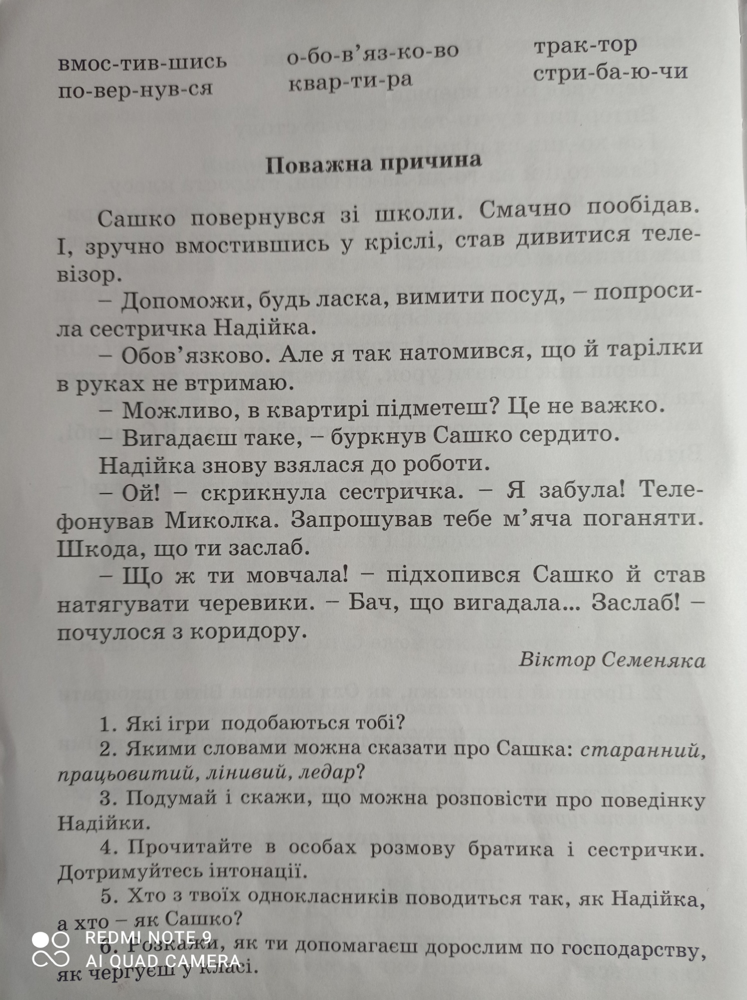 вмос-тив-шись о-бо-в’яз-ко-во трак-тор
по-вер-нув-ся квар-ти-ра стри-ба-ю-чи
Поважна причина
Сашко повернувся зі школи. Смачно пообідав.
І, зручно вмостившись у кріслі, став дивитися теле-
візор.
– Допоможи, будь ласка, вимити посуд, – попроси-
ла сестричка Надійка.
– Обов’язково. Але я так натомився, що й тарілки
в руках не втримаю.
– Можливо, в квартирі підметеш? Це не важко.
– Вигадаєш таке, – буркнув Сашко сердито.
Надійка знову взялася до роботи.
– Ой! – скрикнула сестричка. – Я забула! Теле-
фонував Миколка. Запрошував тебе м’яча поганяти.
Шкода, що ти заслаб.
– Що ж ти мовчала! – підхопився Сашко й став
натягувати черевики. – Бач, що вигадала... Заслаб! –
почулося з коридору.
Віктор Семеняка
1. Які ігри подобаються тобі?
2. Якими словами можна сказати про Сашка: старанний,
працьовитий, лінивий, ледар?
3. Подумай і скажи, що можна розповісти про поведінку
Надійки.
4. Прочитайте в особах розмову братика і сестрички.
Дотримуйтесь інтонації.
5. Хто з твоїх однокласників поводиться так, як Надійка,
а хто – як Сашко?
6. Розкажи, як ти допомагаєш дорослим по господарству,
як чергуєш у класі.
REDMI NOTE 9
AI QUAD CAMERA